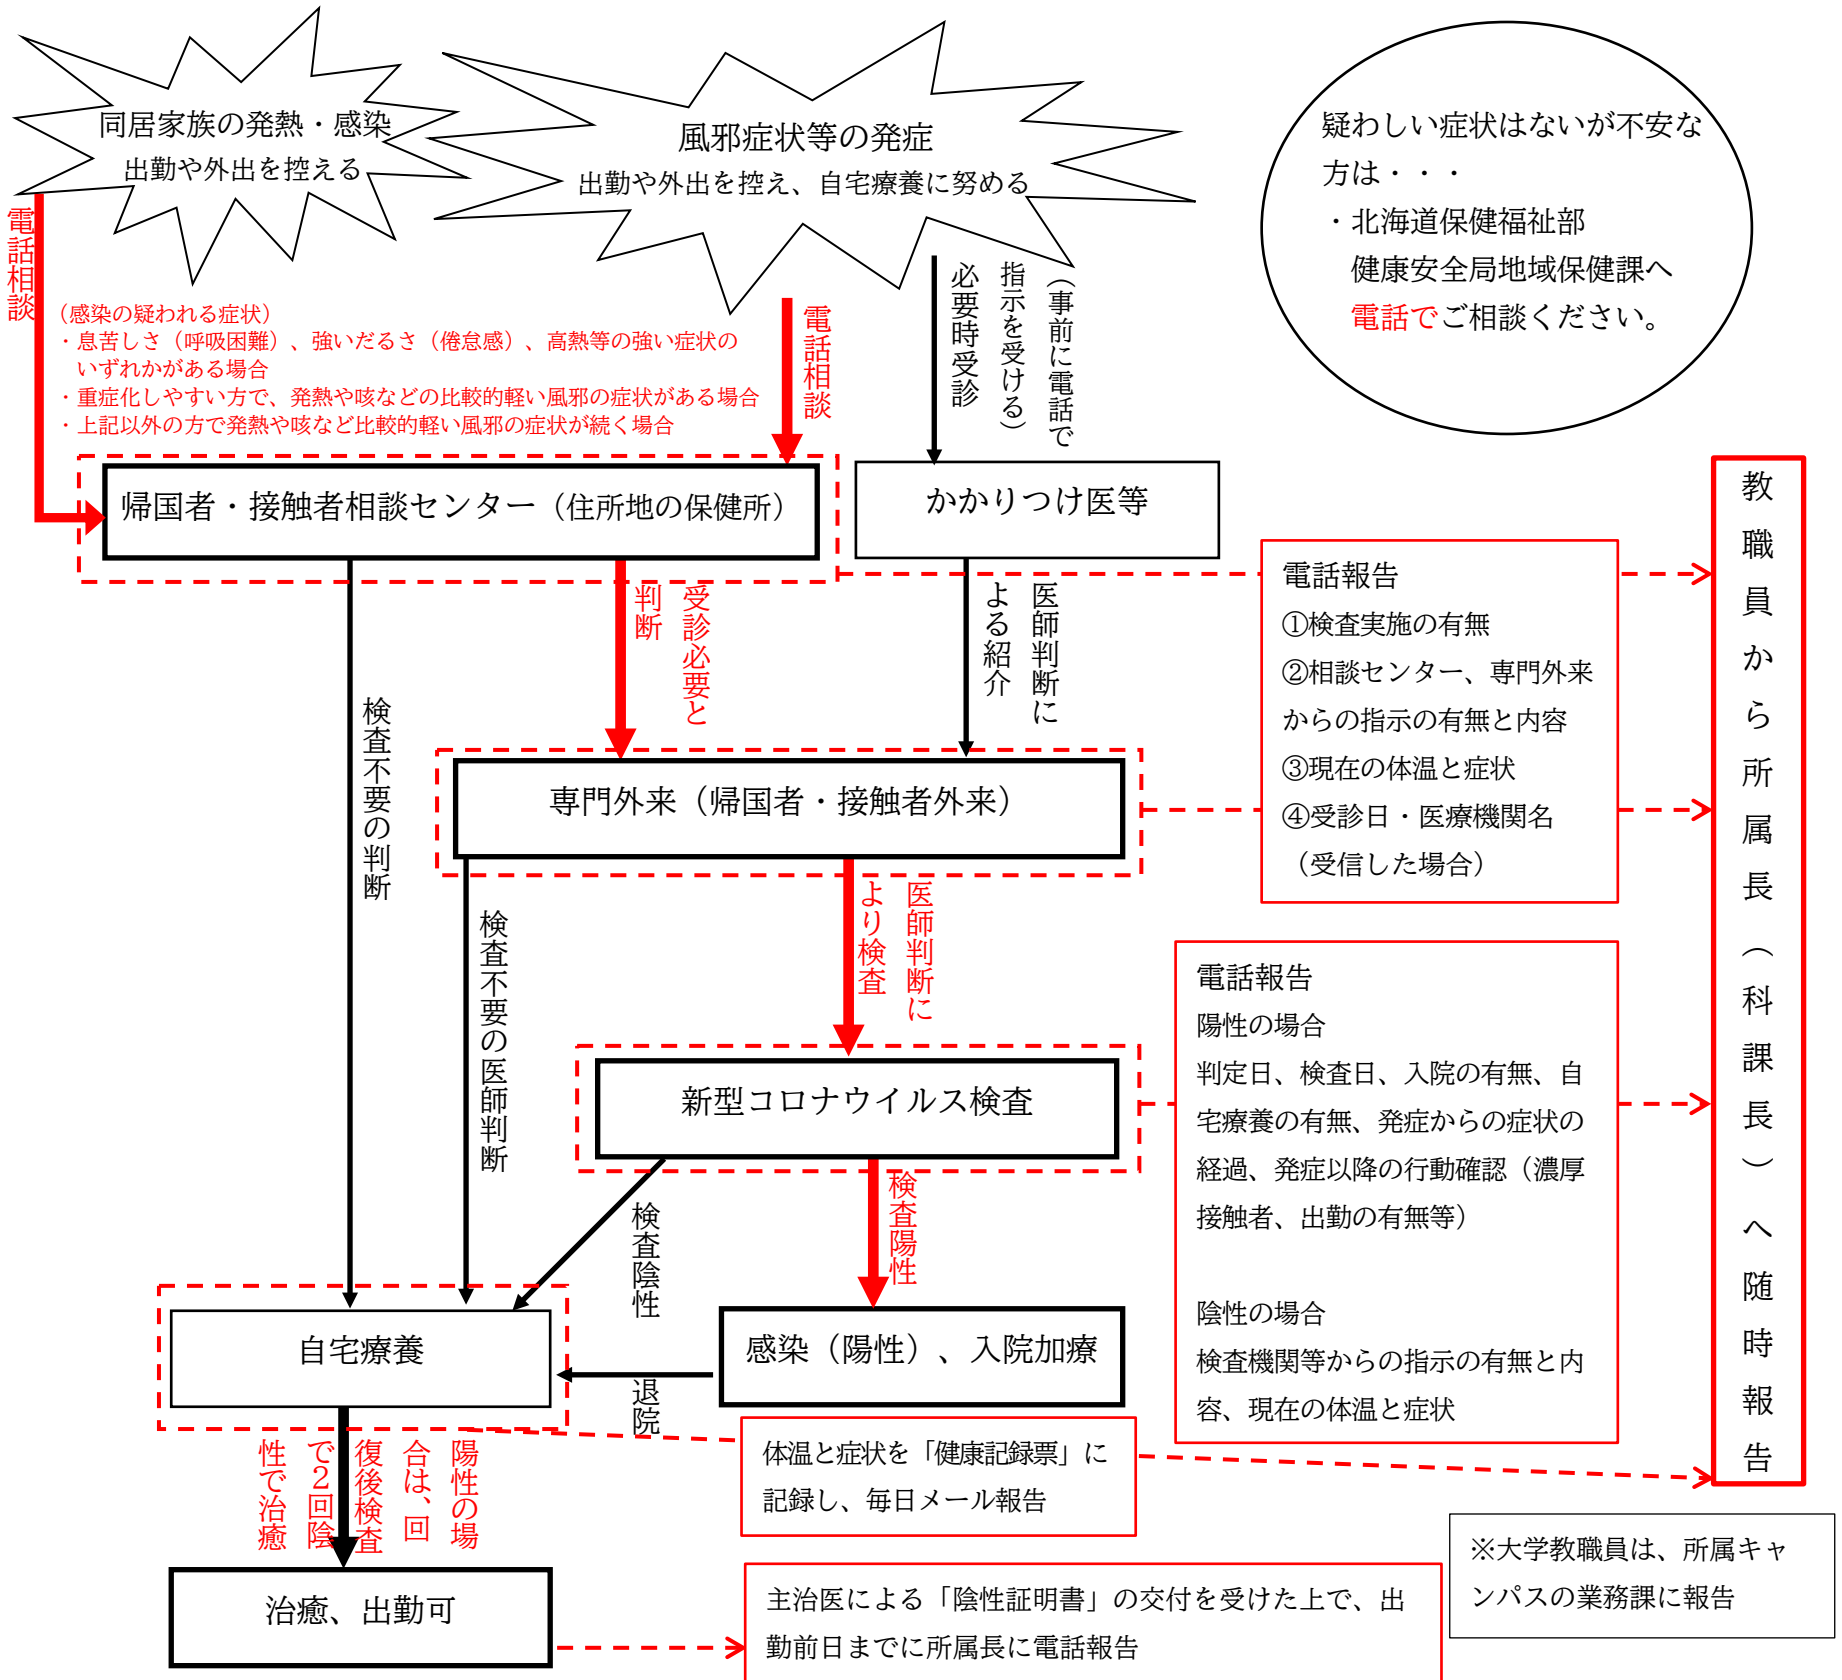 同居家族の発熱・感染
出勤や外出を控える
風邪症状等の発症
出勤や外出を控え、自宅療養に努める
疑わしい症状はないが不安な
方は・・・
・北海道保健福祉部
健康安全局地域保健課へ
電話でご相談ください。
電話相談
（感染の疑われる症状）
・息苦しさ（呼吸困難）、強いだるさ（倦怠感）、高熱等の強い症状の
いずれかがある場合
・重症化しやすい方で、発熱や咳などの比較的軽い風邪の症状がある場合
・上記以外の方で発熱や咳など比較的軽い風邪の症状が続く場合
電話相談
（事前に電話で
指示を受ける）
必要時受診
帰国者・接触者相談センター（住所地の保健所）
かかりつけ医等
受診必要と
判断
医師判断に
よる紹介
検査不要の判断
電話報告
①検査実施の有無
②相談センター、専門外来
からの指示の有無と内容
③現在の体温と症状
④受診日・医療機関名
（受信した場合）
教職員から所属長（科課長）へ随時報告
専門外来（帰国者・接触者外来）
検査不要の医師判断
医師判断に
より検査
電話報告
陽性の場合
判定日、検査日、入院の有無、自
宅療養の有無、発症からの症状の
経過、発症以降の行動確認（濃厚
接触者、出勤の有無等）
陰性の場合
検査機関等からの指示の有無と内
容、現在の体温と症状
新型コロナウイルス検査
検査陰性
検査陽性
自宅療養
感染（陽性）、入院加療
退院
陽性の場
合は、回
復後検査
で２回陰
性で治癒
体温と症状を「健康記録票」に
記録し、毎日メール報告
治癒、出勤可
主治医による「陰性証明書」の交付を受けた上で、出
勤前日までに所属長に電話報告
※大学教職員は、所属キャ
ンパスの業務課に報告